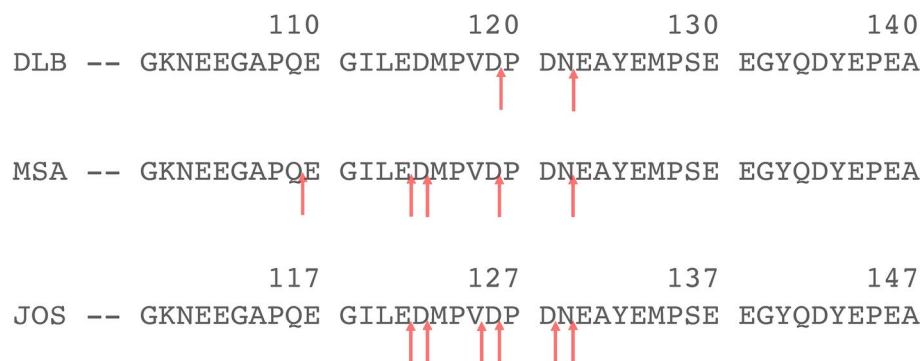 110 120 130 140
DLB -- GKNEEGAPQE GILEDMPVDP DNEAYEMPSE EGYQDYEPEA
MSA -- GKNEEGAPQE GILEDMPVDP DNEAYEMPSE EGYQDYEPEA
117 127 137 147
JOS -- GKNEEGAPQE GILEDMPVDP DNEAYEMPSE EGYQDYEPEA